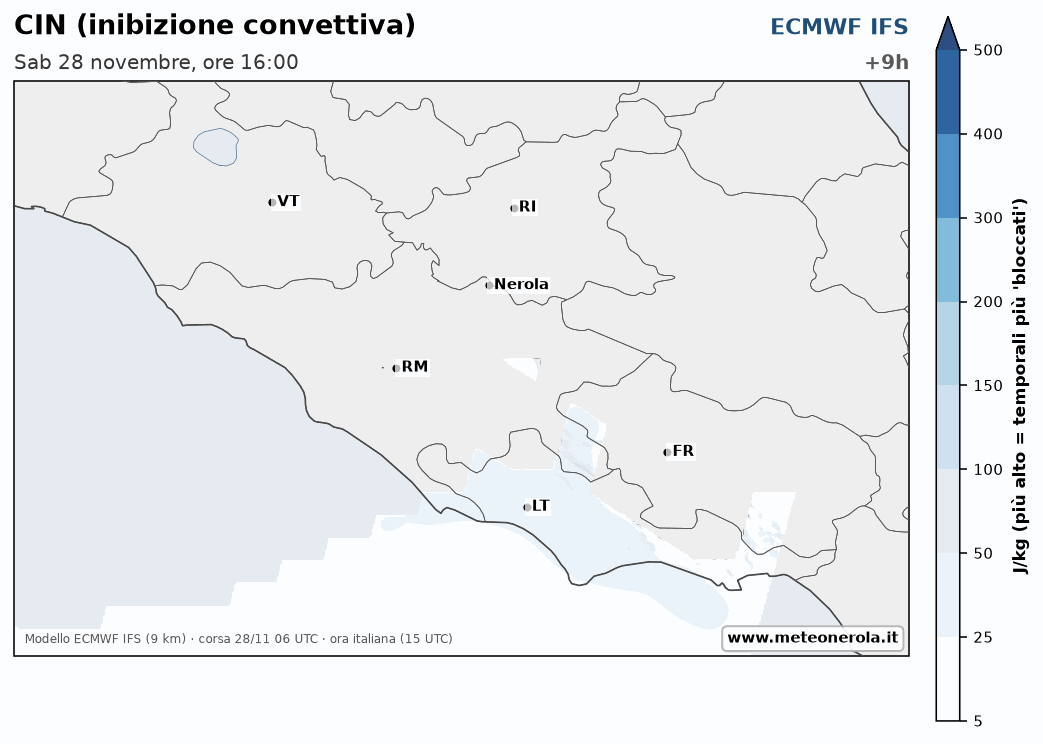 CIN (inibizione convettiva)
ECMWF IFS
Sab 28 novembre, ore 16:00
+9h
VT
RI
Nerola
RM
FR
LT
Modello ECMWF IFS (9 km) · corsa 28/11 06 UTC · ora italiana (15 UTC)
www.meteonerola.it
500
400
300
200
150
100
50
25
5
J/kg (più alto = temporali più 'bloccati')